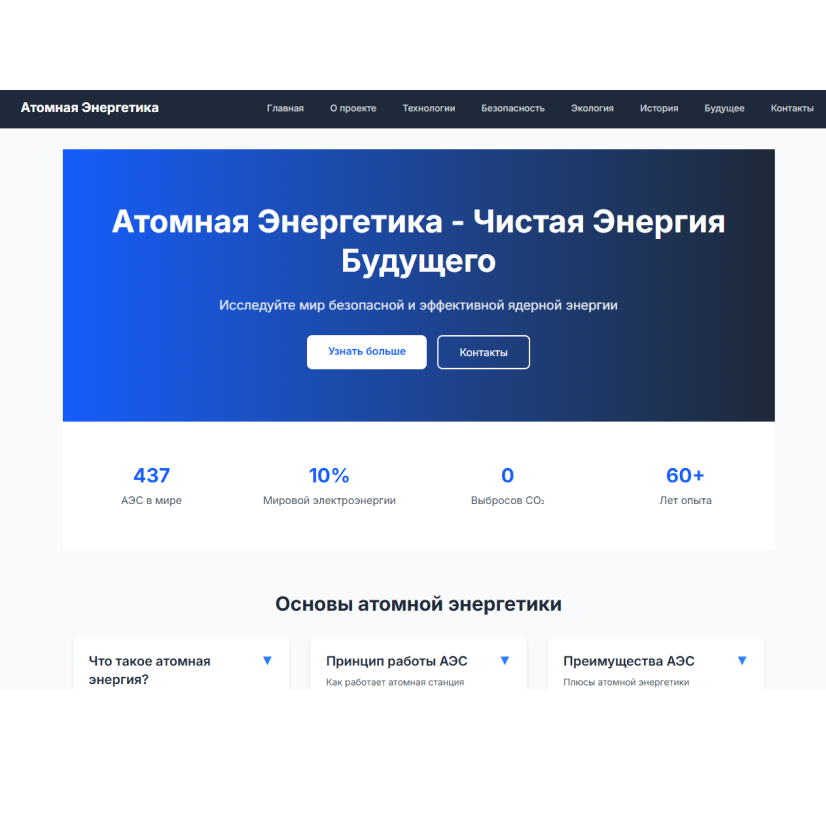 Атомная Энергетика
Главная
О проекте
Технологии
Безопасность
Экология
История
Будущее
Контакты
Атомная Энергетика - Чистая Энергия
Будущего
Исследуйте мир безопасной и эффективной ядерной энергии
Узнать больше
Контакты
437
АЭС в мире
10%
Мировой электроэнергии
0
Выбросов CO₂
60+
Лет опыта
Основы атомной энергетики
Что такое атомная
энергия?
Принцип работы АЭС
Как работает атомная станция
Преимущества АЭС
Плюсы атомной энергетики